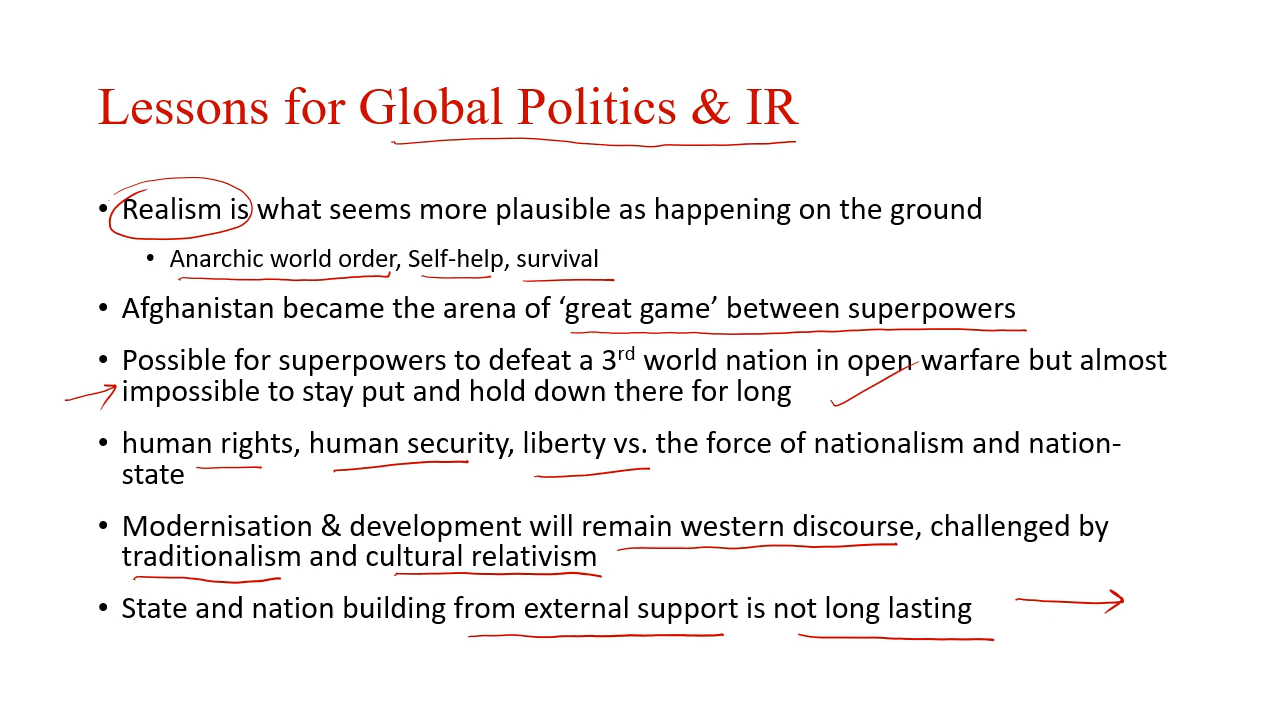 Lessons for Global Politics & IR
• Realism is what seems more plausible as happening on the ground
• Anarchic world order, Self-help, survival
• Afghanistan became the arena of ‘great game’ between superpowers
• Possible for superpowers to defeat a 3rd world nation in open warfare but almost
impossible to stay put and hold down there for long
• human rights, human security, liberty vs. the force of nationalism and nation-
state
• Modernisation & development will remain western discourse, challenged by
traditionalism and cultural relativism
• State and nation building from external support is not long lasting